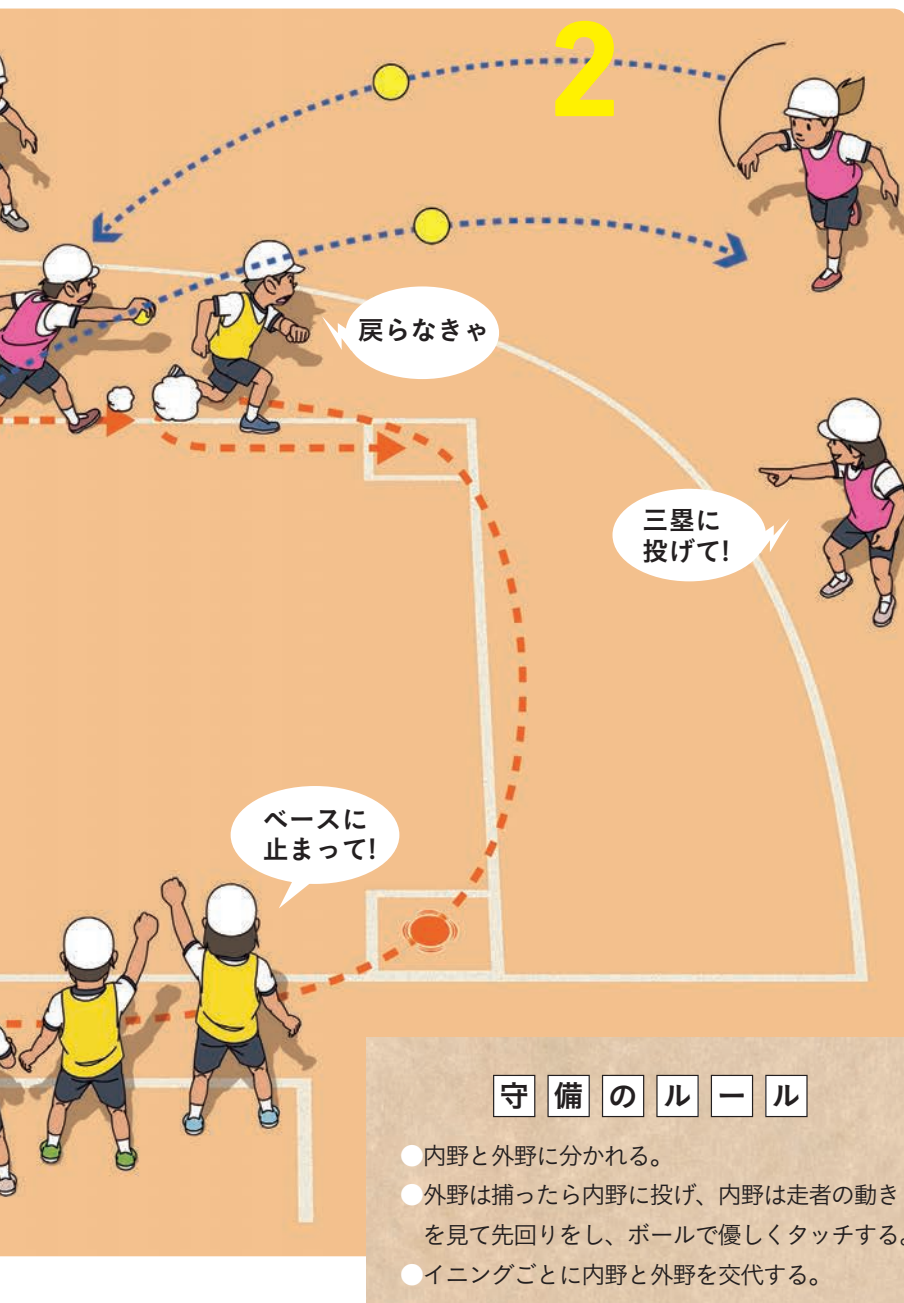 2
戻らなきゃ
三塁に
投げて!
ベースに
止まって!
守備のルール
●内野と外野に分かれる。
●外野は捕ったら内野に投げ、内野は走者の動き
を見て先回りをし、ボールで優しくタッチする。
●イニングごとに内野と外野を交代する。